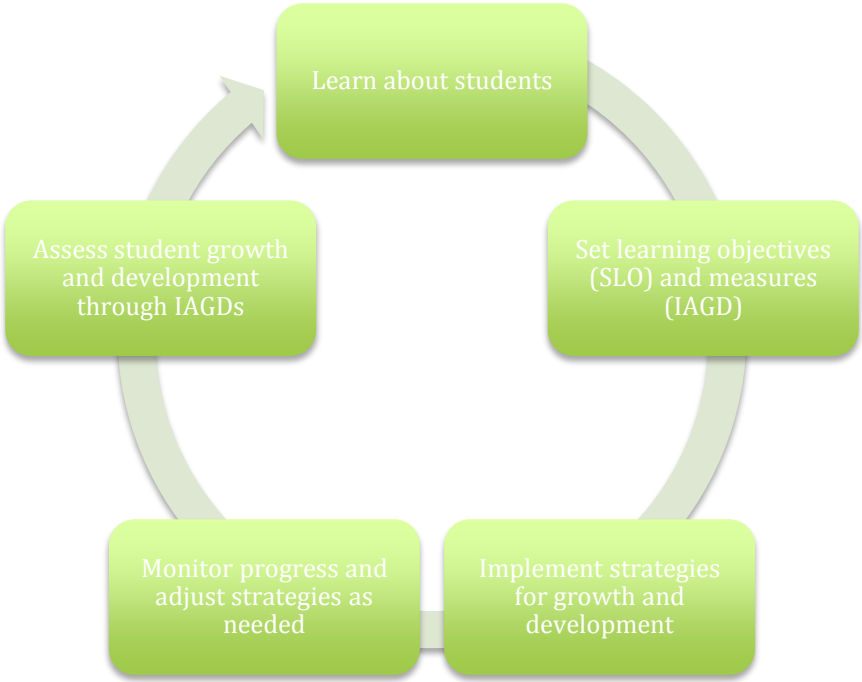 Learn about students
Set learning objectives
(SLO) and measures
(IAGD)
Implement strategies
for growth and
development
Monitor progress and
adjust strategies as
needed
Assess student growth
and development
through IAGDs